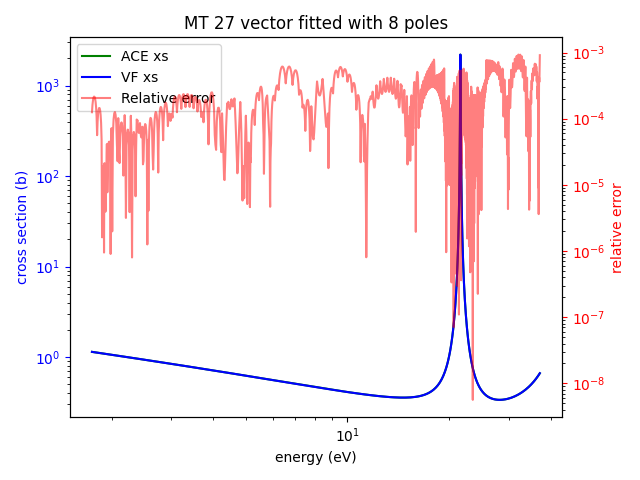 MT 27 vector fitted with 8 poles
ACE xs
VF xs
Relative error
10³
10²
10¹
10⁰
cross section (b)
10⁻³
10⁻⁴
10⁻⁵
10⁻⁶
10⁻⁷
10⁻⁸
relative error
10¹
energy (eV)